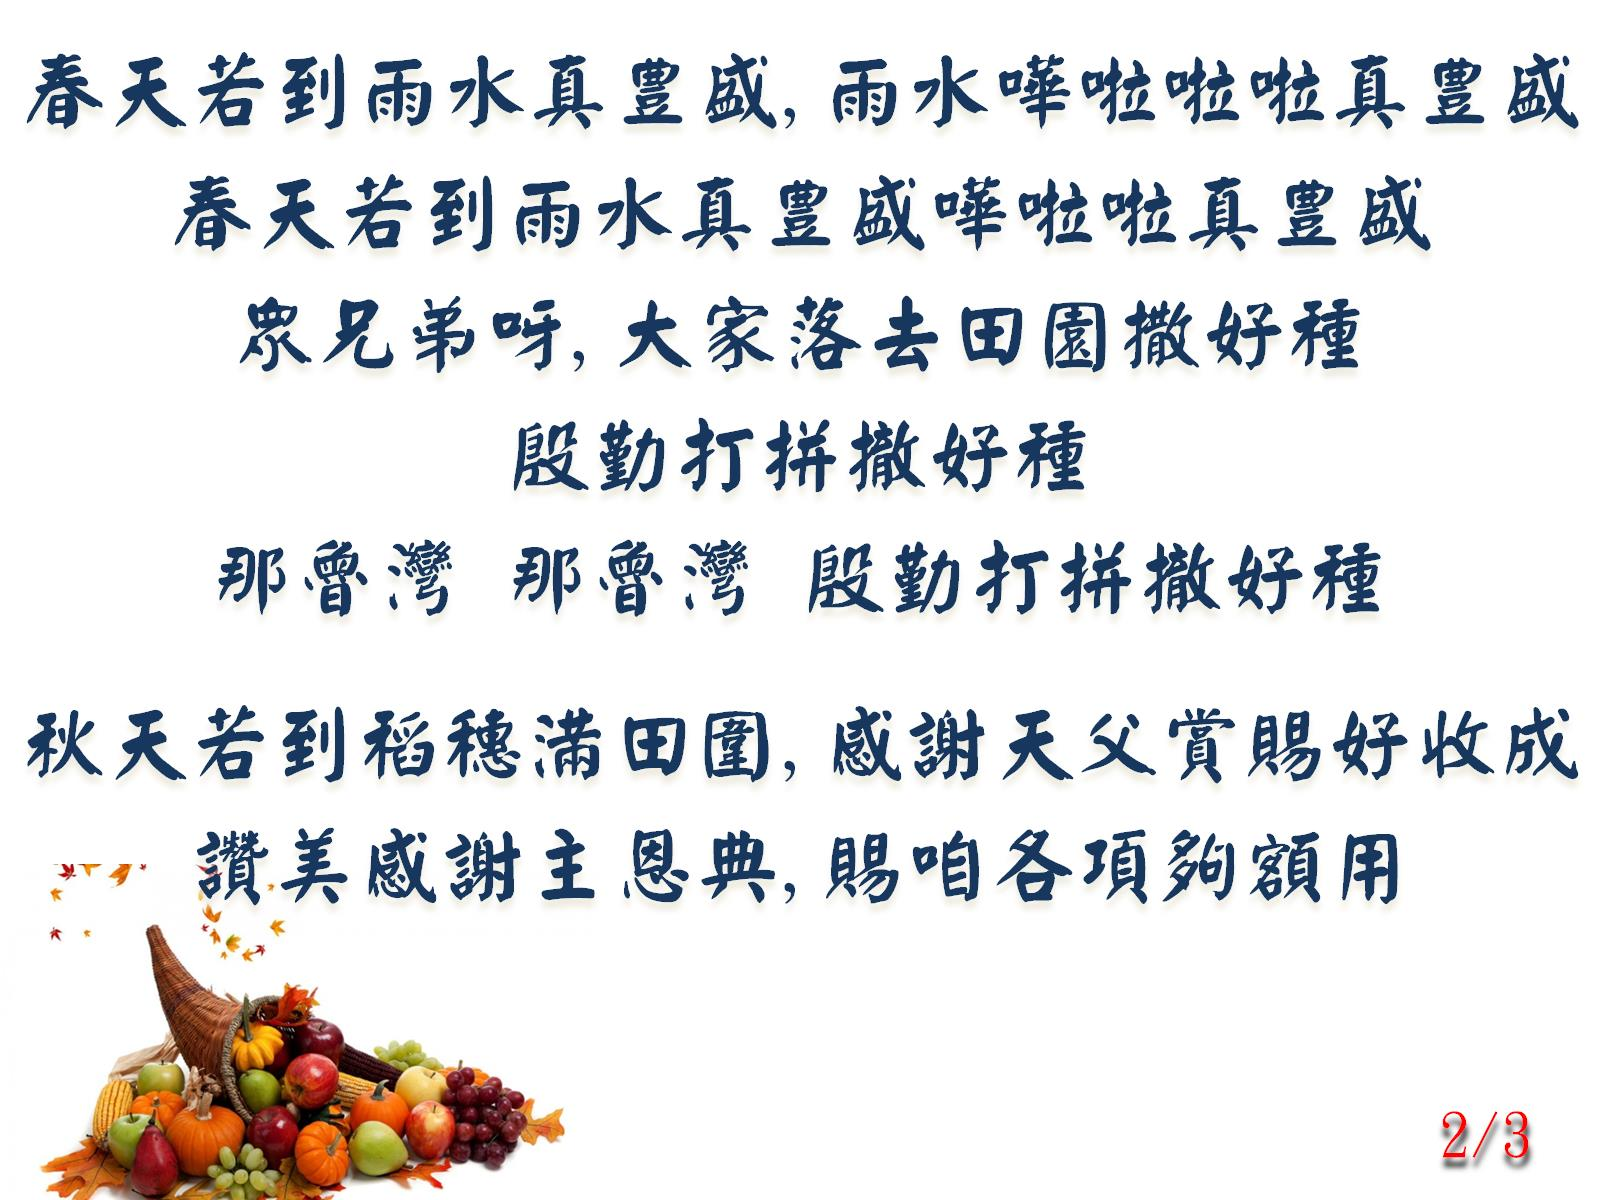 春天若到雨水真豐盛,雨水嘩啦啦啦真豐盛
春天若到雨水真豐盛嘩啦啦真豐盛
眾兄弟呀,大家落去田園撒好種
殷勤打拼撒好種
那魯灣 那魯灣 殷勤打拼撒好種
秋天若到稻穗滿田圍,感謝天父賞賜好收成
讚美感謝主恩典,賜咱各項夠額用
2/3